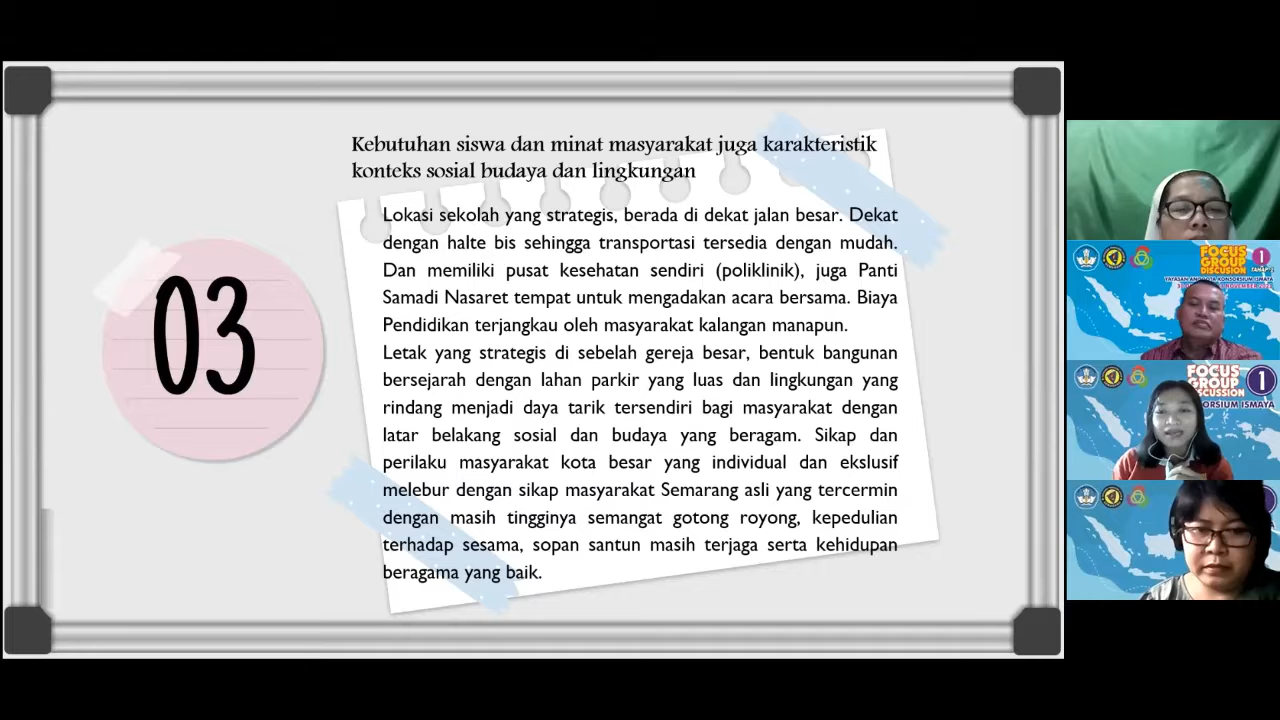 Kebutuhan siswa dan minat masyarakat juga karakteristik
konteks sosial budaya dan lingkungan
03
Lokasi sekolah yang strategis, berada di dekat jalan besar. Dekat
dengan halte bis sehingga transportasi tersedia dengan mudah.
Dan memiliki pusat kesehatan sendiri (poliklinik), juga Panti
Samadi Nasaret tempat untuk mengadakan acara bersama. Biaya
Pendidikan terjangkau oleh masyarakat kalangan manapun.
Letak yang strategis di sebelah gereja besar, bentuk bangunan
bersejarah dengan lahan parkir yang luas dan lingkungan yang
rindang menjadi daya tarik tersendiri bagi masyarakat dengan
latar belakang sosial dan budaya yang beragam. Sikap dan
perilaku masyarakat kota besar yang individual dan ekslusif
melebur dengan sikap masyarakat Semarang asli yang tercermin
dengan masih tingginya semangat gotong royong, kepedulian
terhadap sesama, sopan santun masih terjaga serta kehidupan
beragama yang baik.
FOCUS
GROUP
DISCUSION
1
TAHAP 1
FOCUS
GROUP
1